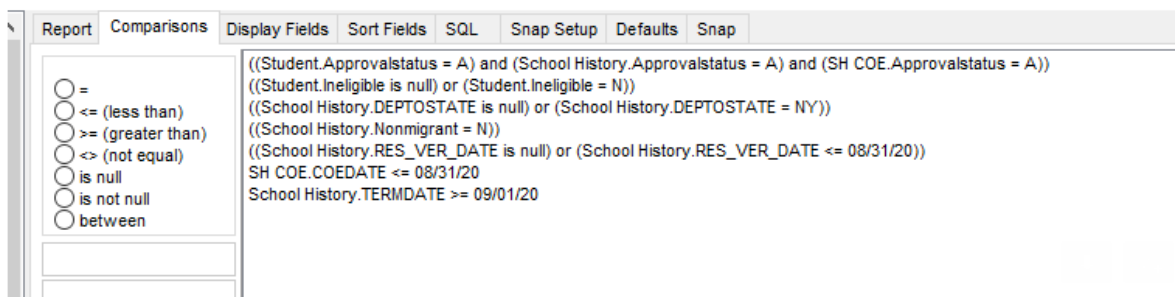 Report Comparisons Display Fields Sort Fields SQL Snap Setup Defaults Snap
=
<= (less than)
>= (greater than)
<> (not equal)
is null
is not null
between
((Student.Approvalstatus = A) and (School History.Approvalstatus = A) and (SH COE.Approvalstatus = A))
((Student.Ineligible is null) or (Student.Ineligible = N))
((School History.DEPTOSTATE is null) or (School History.DEPTOSTATE = NY))
((School History.Nonmigrant = N))
((School History.RES_VER_DATE is null) or (School History.RES_VER_DATE <= 08/31/20))
SH COE.COEDATE <= 08/31/20
School History.TERMDATE >= 09/01/20